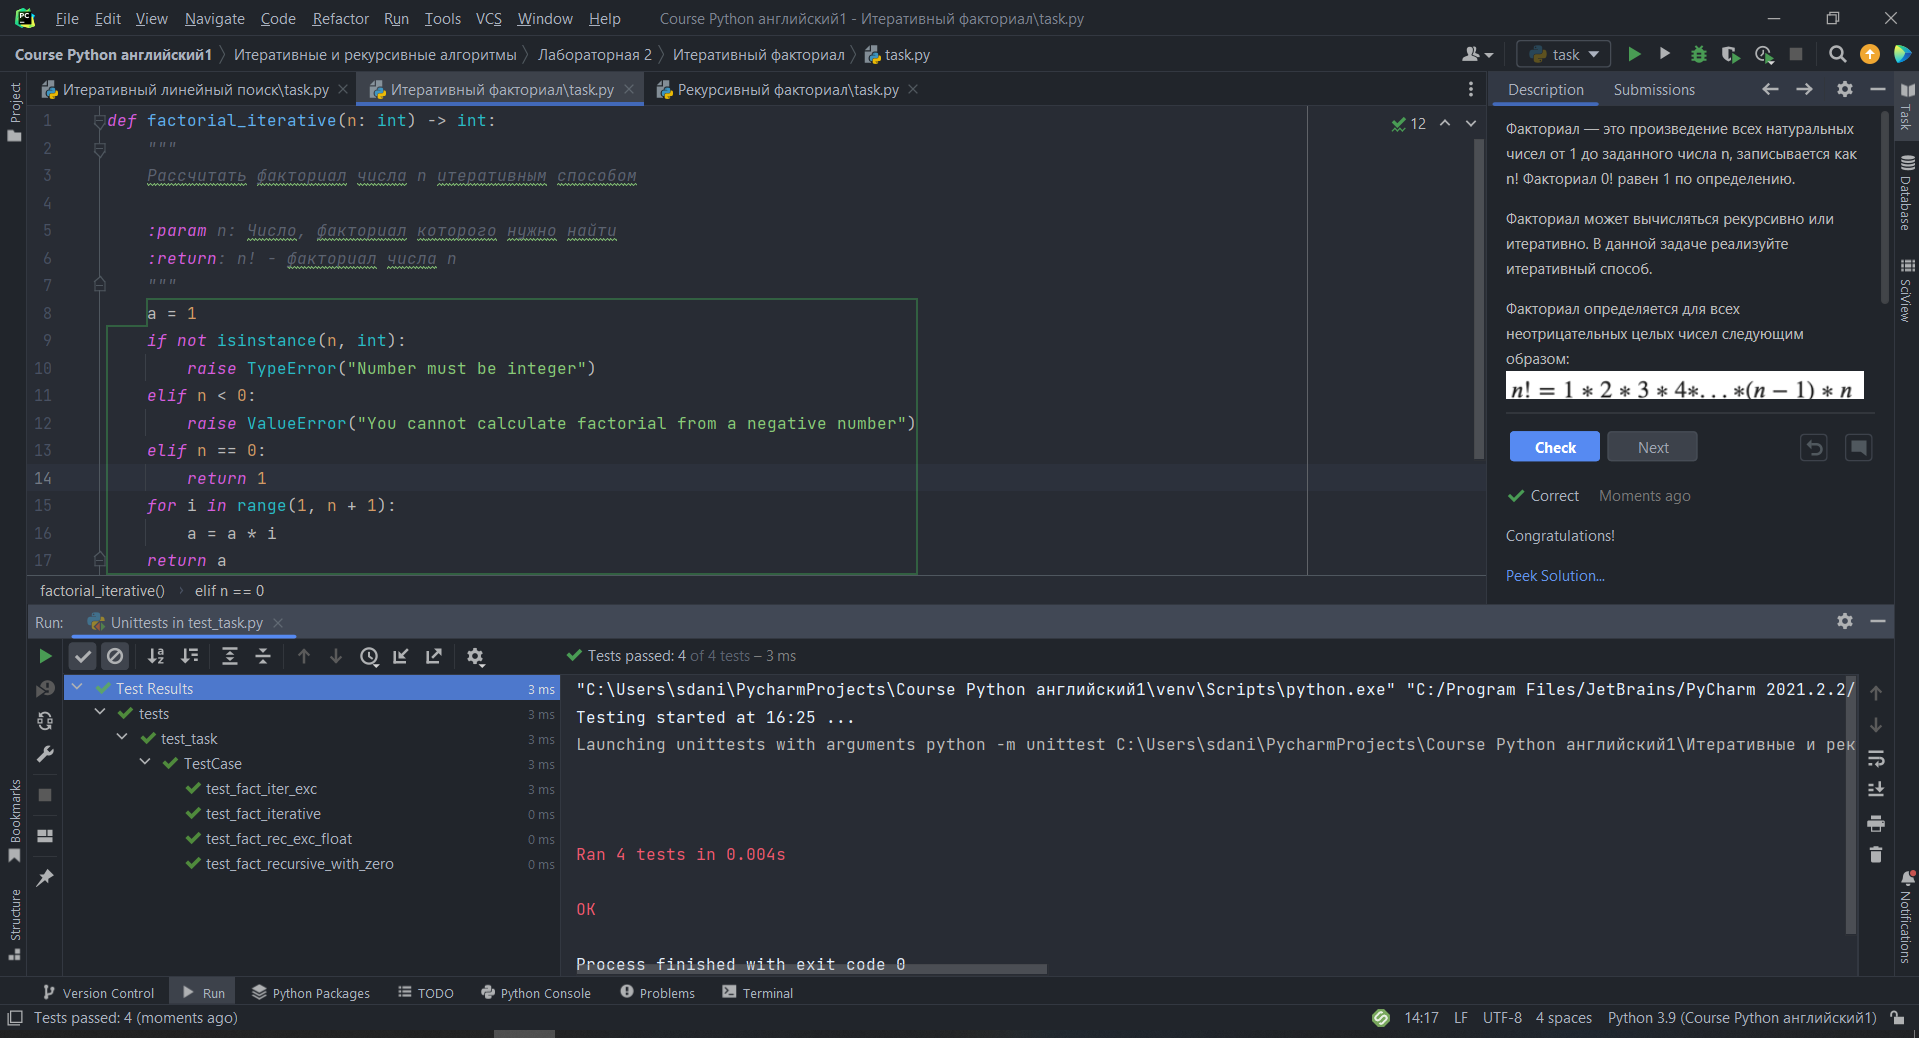 File Edit View Navigate Code Refactor Run Tools VCS Window Help Course Python английский1 - Итеративный факториал\task.py
Course Python английский1 Итеративные и рекурсивные алгоритмы Лабораторная 2 Итеративный факториал task.py
task
Project
Итеративный линейный поиск\task.py
Итеративный факториал\task.py
Рекурсивный факториал\task.py
1 def factorial_iterative(n: int) -> int:
2 """
3 Рассчитать факториал числа n итеративным способом
4
5 :param n: Число, факториал которого нужно найти
6 :return: n! - факториал числа n
7 """
8 a = 1
9 if not isinstance(n, int):
10 raise TypeError("Number must be integer")
11 elif n < 0:
12 raise ValueError("You cannot calculate factorial from a negative number")
13 elif n == 0:
14 return 1
15 for i in range(1, n + 1):
16 a = a * i
17 return a
12
factorial_iterative() elif n == 0
Description Submissions
Факториал — это произведение всех натуральных
чисел от 1 до заданного числа n, записывается как
n! Факториал 0! равен 1 по определению.
Факториал может вычисляться рекурсивно или
итеративно. В данной задаче реализуйте
итеративный способ.
Факториал определяется для всех
неотрицательных целых чисел следующим
образом:
n! = 1 * 2 * 3 * 4*. . . *(n − 1) * n
Check Next
Correct Moments ago
Congratulations!
Peek Solution...
Task
Database
SciView
Notifications
Run: Unittests in test_task.py
Tests passed: 4 of 4 tests – 3 ms
Test Results 3 ms
tests 3 ms
test_task 3 ms
TestCase 3 ms
test_fact_iter_exc 3 ms
test_fact_iterative 0 ms
test_fact_rec_exc_float 0 ms
test_fact_recursive_with_zero 0 ms
"C:\Users\sdani\PycharmProjects\Course Python английский1\venv\Scripts\python.exe" "C:/Program Files/JetBrains/PyCharm 2021.2.2/
Testing started at 16:25 ...
Launching unittests with arguments python -m unittest C:\Users\sdani\PycharmProjects\Course Python английский1\Итеративные и рек
Ran 4 tests in 0.004s
OK
Process finished with exit code 0
Bookmarks
Structure
Version Control Run Python Packages TODO Python Console Problems Terminal
Tests passed: 4 (moments ago) 14:17 LF UTF-8 4 spaces Python 3.9 (Course Python английский1)